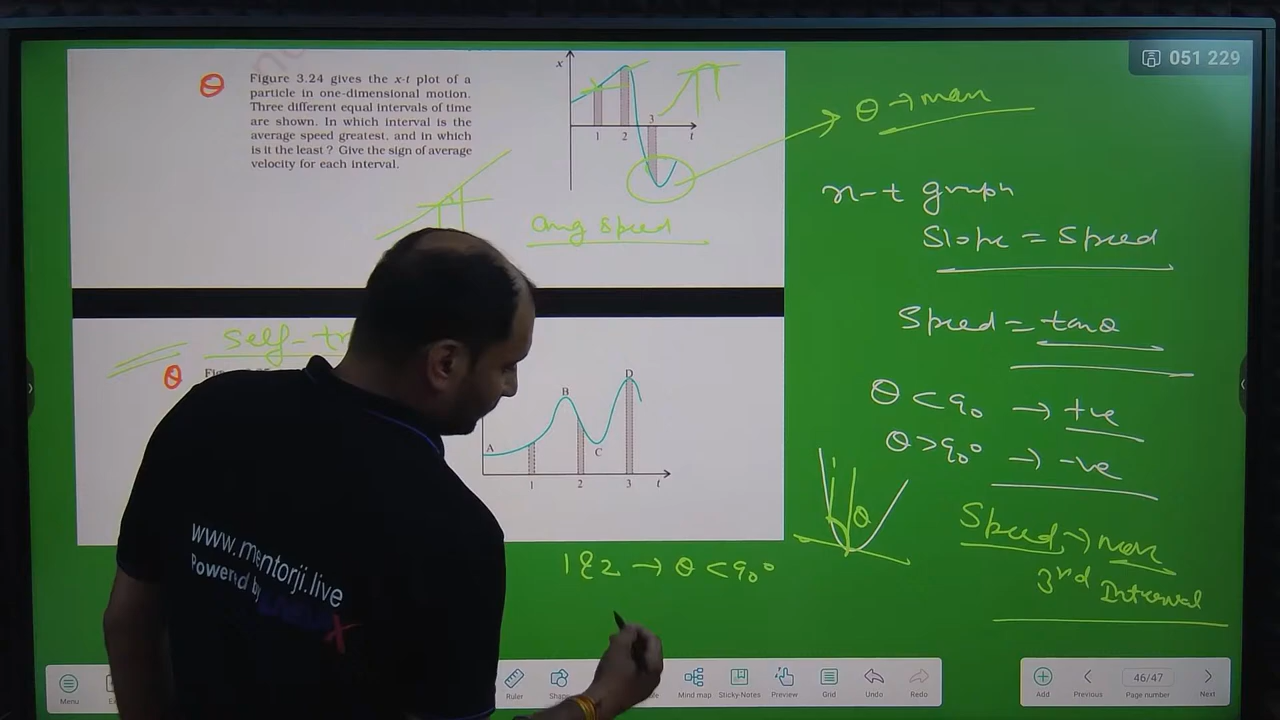 051 229
θ
Figure 3.24 gives the x-t plot of a
particle in one-dimensional motion.
Three different equal intervals of time
are shown. In which interval is the
average speed greatest, and in which
is it the least ? Give the sign of average
velocity for each interval.
x
1 2 3 t
Avg Speed
θ → max
x-t graph
Slope = Speed
Speed = tanθ
θ < 90 → +ve
θ > 90° → -ve
θ
Speed → max
3rd Interval
Self-
θ
A B C D
1 2 3 t
1 & 2 → θ < 90°
www.mentorji.live
Powered by
X
Menu
Ruler
Mind map
Sticky-Notes
Preview
Grid
Undo
Redo
Add
Previous
46/47
Page number
Next